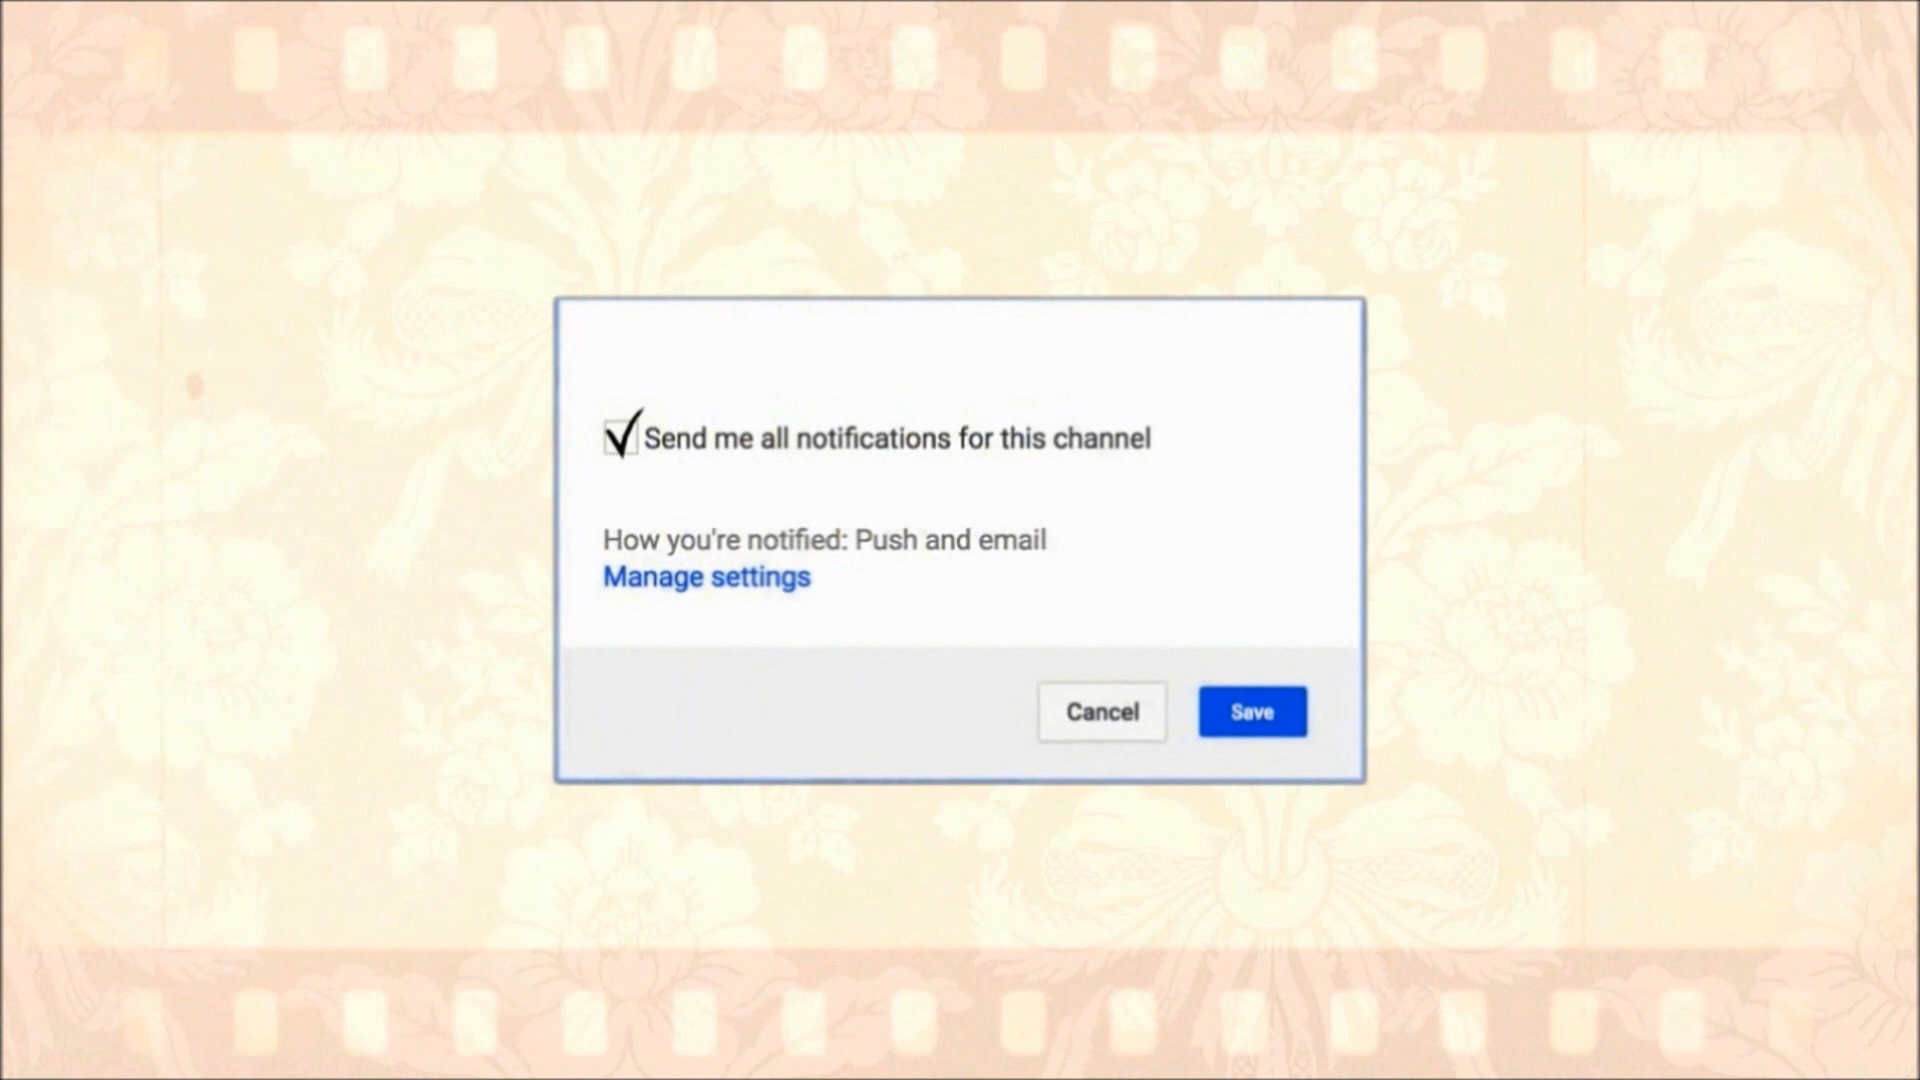 Send me all notifications for this channel
How you're notified: Push and email
Manage settings
Cancel
Save